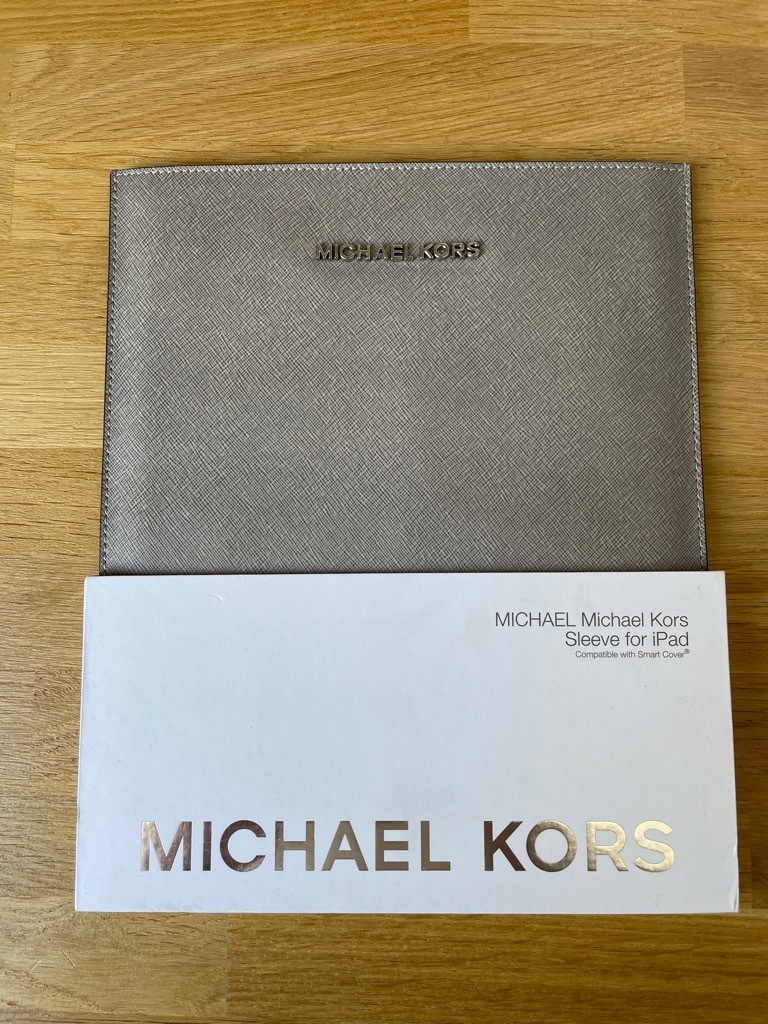 MICHAEL KORS
MICHAEL Michael Kors
Sleeve for iPad
Compatible with Smart Cover®
MICHAEL KORS